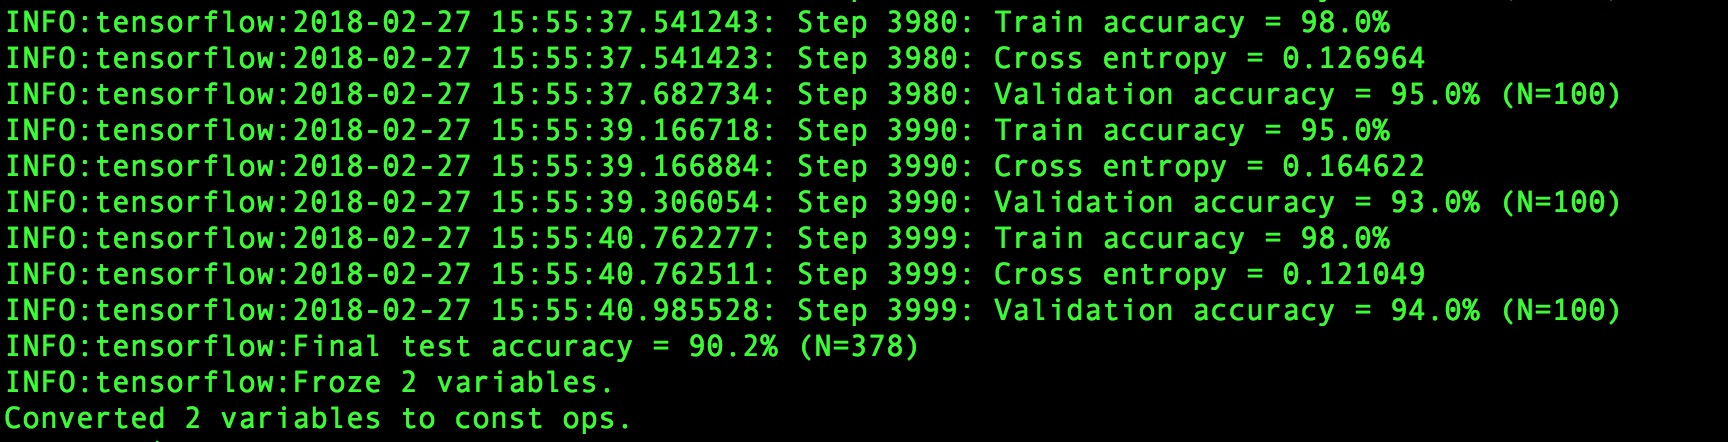 INFO:tensorflow:2018-02-27 15:55:37.541243: Step 3980: Train accuracy = 98.0%
INFO:tensorflow:2018-02-27 15:55:37.541423: Step 3980: Cross entropy = 0.126964
INFO:tensorflow:2018-02-27 15:55:37.682734: Step 3980: Validation accuracy = 95.0% (N=100)
INFO:tensorflow:2018-02-27 15:55:39.166718: Step 3990: Train accuracy = 95.0%
INFO:tensorflow:2018-02-27 15:55:39.166884: Step 3990: Cross entropy = 0.164622
INFO:tensorflow:2018-02-27 15:55:39.306054: Step 3990: Validation accuracy = 93.0% (N=100)
INFO:tensorflow:2018-02-27 15:55:40.762277: Step 3999: Train accuracy = 98.0%
INFO:tensorflow:2018-02-27 15:55:40.762511: Step 3999: Cross entropy = 0.121049
INFO:tensorflow:2018-02-27 15:55:40.985528: Step 3999: Validation accuracy = 94.0% (N=100)
INFO:tensorflow:Final test accuracy = 90.2% (N=378)
INFO:tensorflow:Froze 2 variables.
Converted 2 variables to const ops.